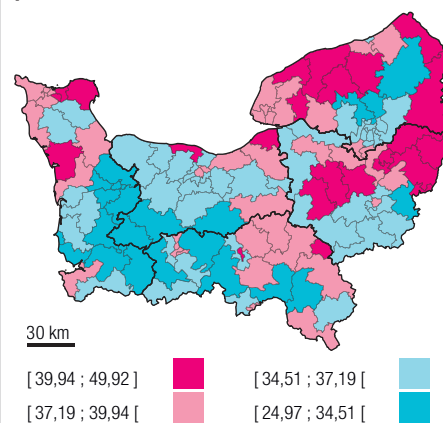 30 km
[ 39,94 ; 49,92 ]
[ 34,51 ; 37,19 [
[ 37,19 ; 39,94 [
[ 24,97 ; 34,51 [